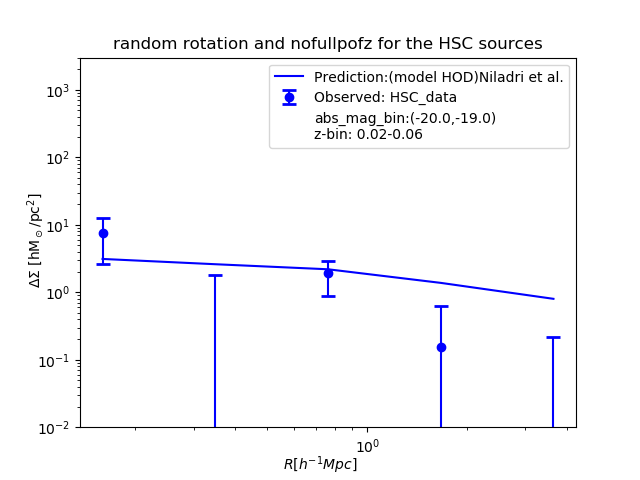 random rotation and nofullpofz for the HSC sources
Prediction:(model HOD)Niladri et al.
Observed: HSC_data
abs_mag_bin:(-20.0,-19.0)
z-bin: 0.02-0.06
ΔΣ [hM⊙/pc²]
10³
10²
10¹
10⁰
10⁻¹
10⁻²
10⁰
R[h⁻¹Mpc]